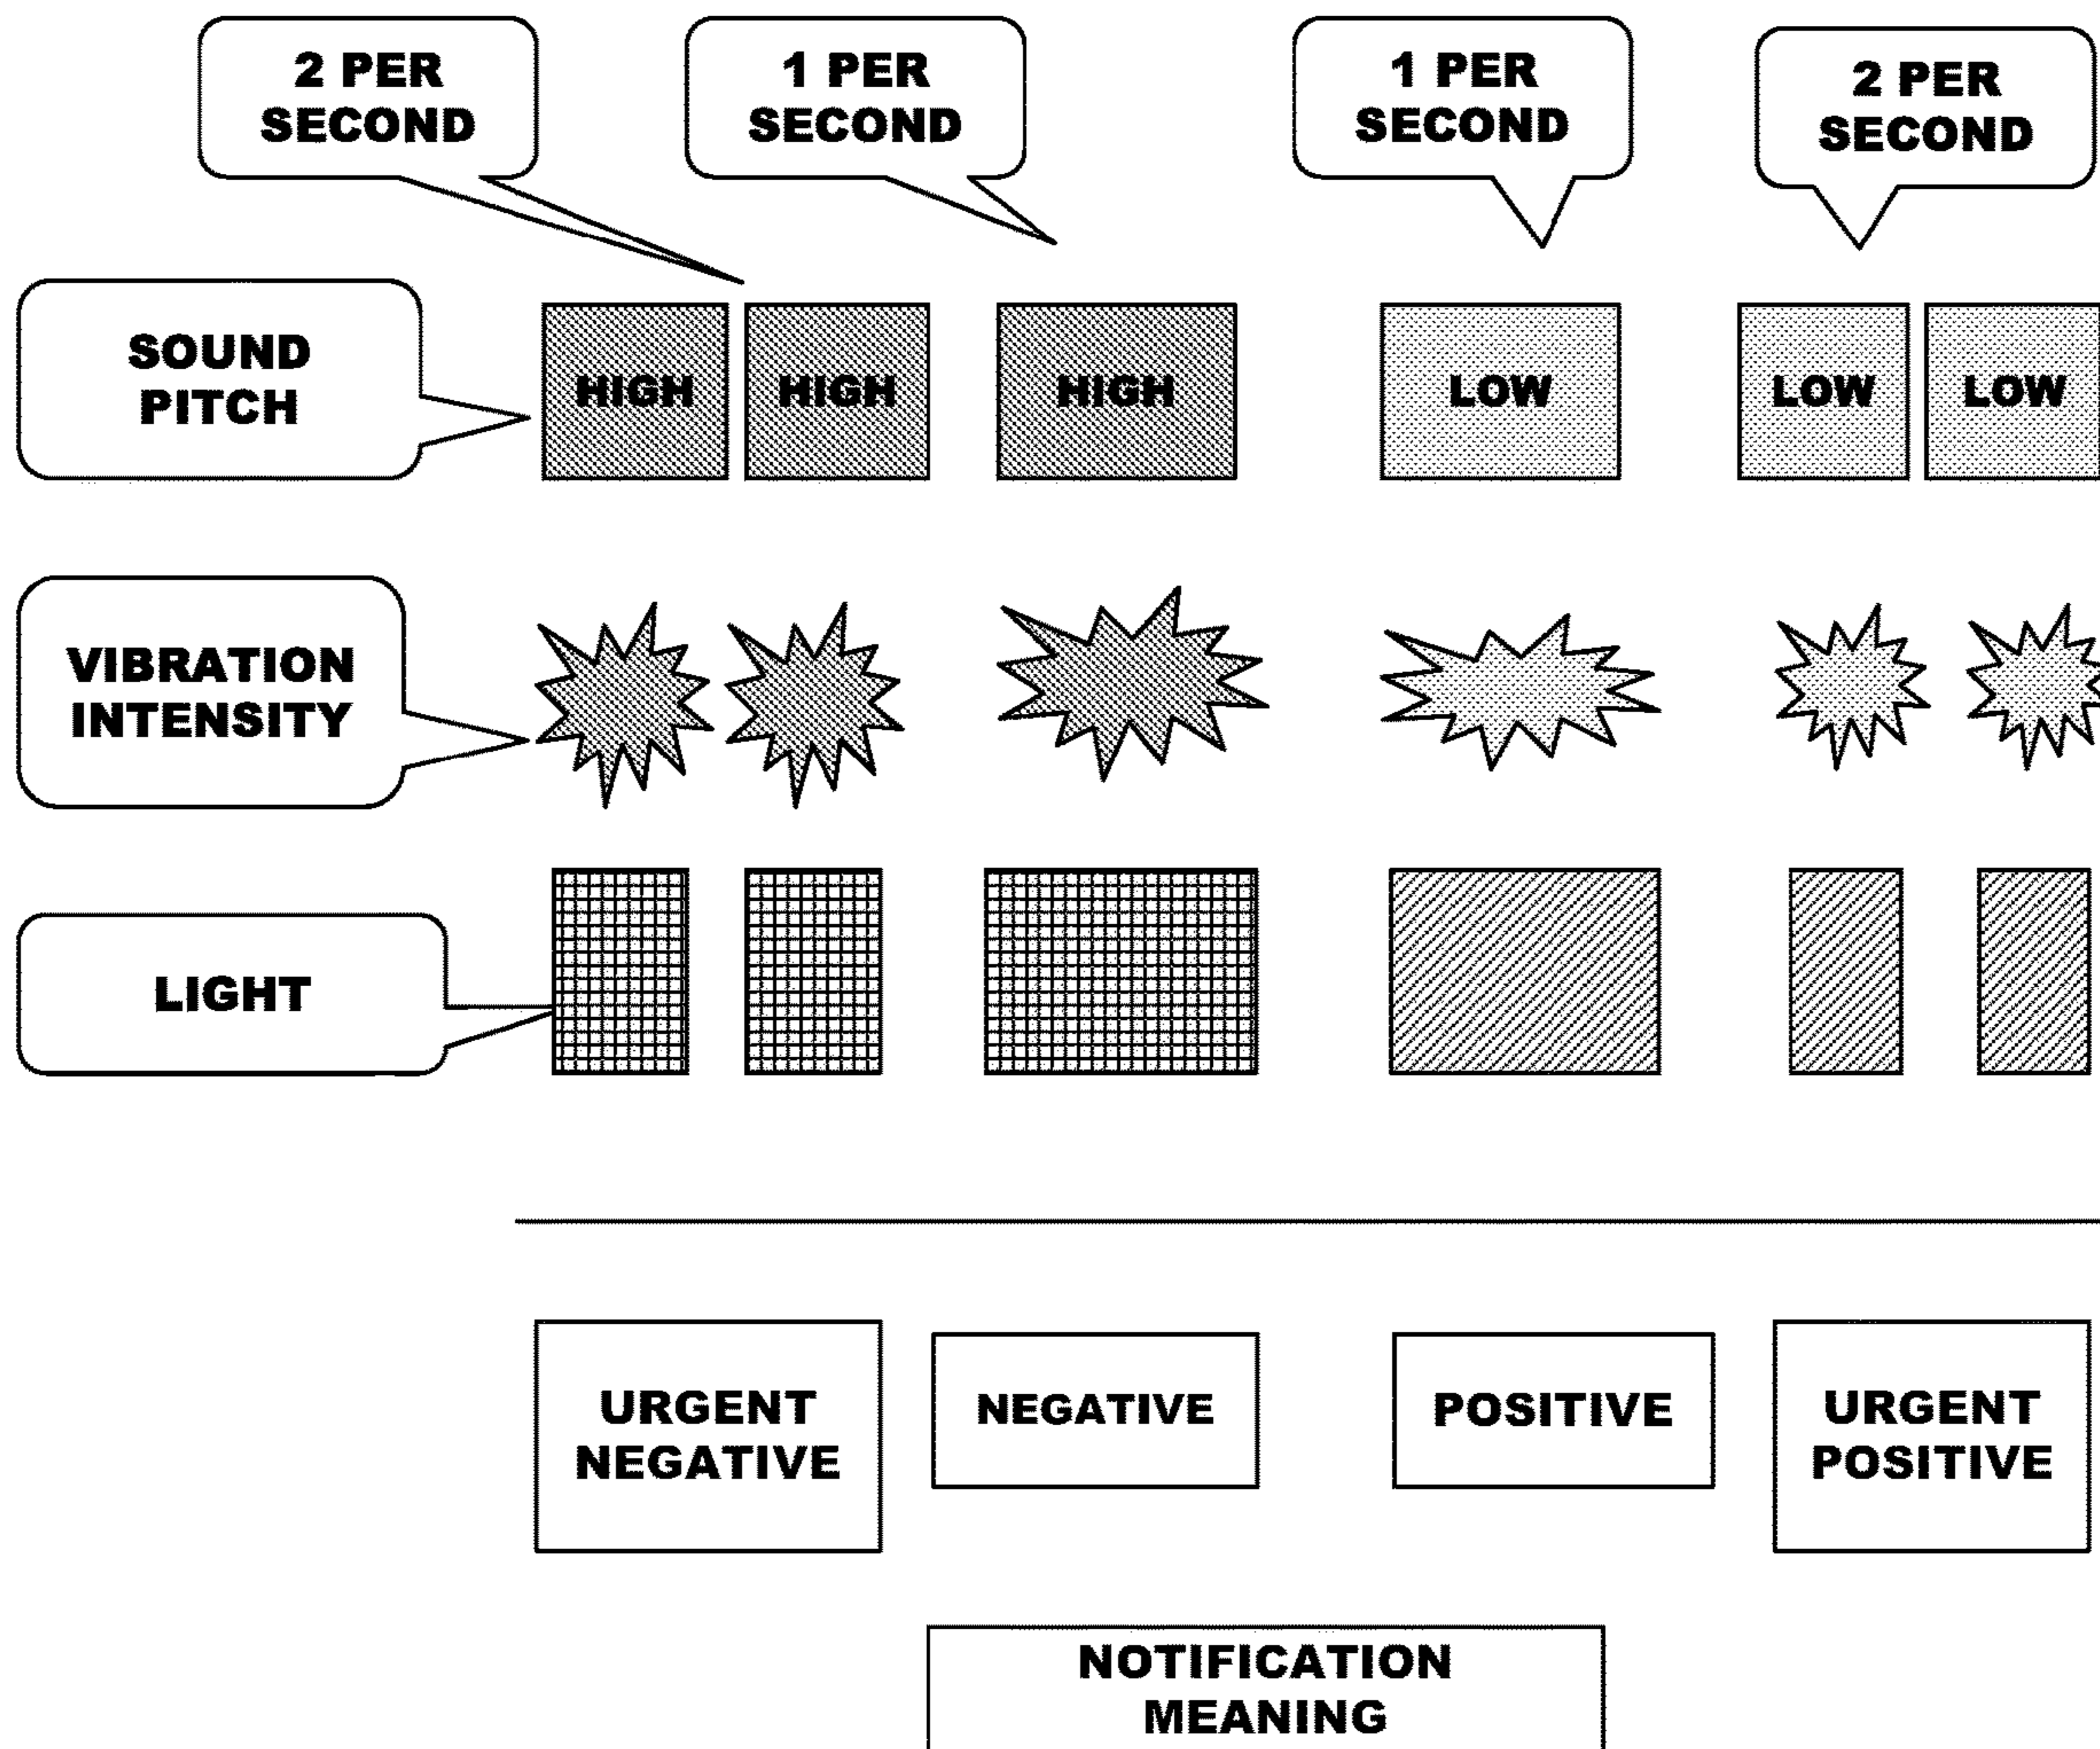 2 PER
SECOND
1 PER
SECOND
1 PER
SECOND
2 PER
SECOND
SOUND
PITCH
HIGH
HIGH
HIGH
LOW
LOW
LOW
VIBRATION
INTENSITY
LIGHT
URGENT
NEGATIVE
NEGATIVE
POSITIVE
URGENT
POSITIVE
NOTIFICATION
MEANING